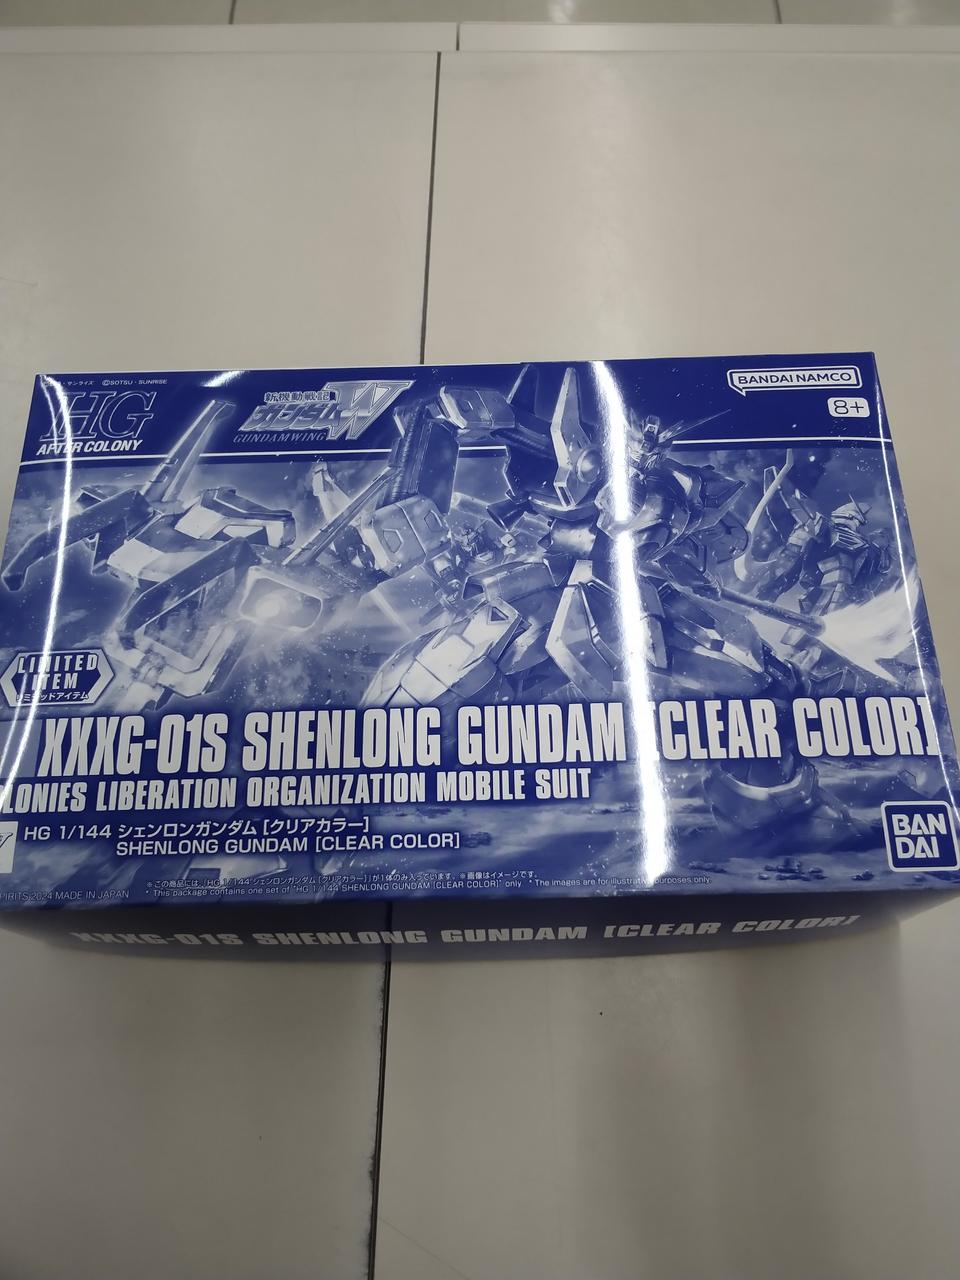 ・サンライズ ©SOTSU・SUNRISE
HG
AFTER COLONY
新機動戦記
ガンダムW
GUNDAM WING
BANDAI NAMCO
8+
LIMITED
ITEM
リミテッドアイテム
XXXG-01S SHENLONG GUNDAM [CLEAR COLOR]
LONIES LIBERATION ORGANIZATION MOBILE SUIT
HG 1/144 シェンロンガンダム [クリアカラー]
SHENLONG GUNDAM [CLEAR COLOR]
BAN
DAI
※この商品には、「HG 1/144 シェンロンガンダム [クリアカラー]」が1体のみ入っています。※画像はイメージです。
*This package contains one set of "HG 1/144 SHENLONG GUNDAM [CLEAR COLOR]" only. *The images are for illustrative purposes only.
PIRITS 2024 MADE IN JAPAN
XXXG-01S SHENLONG GUNDAM [CLEAR COLOR]